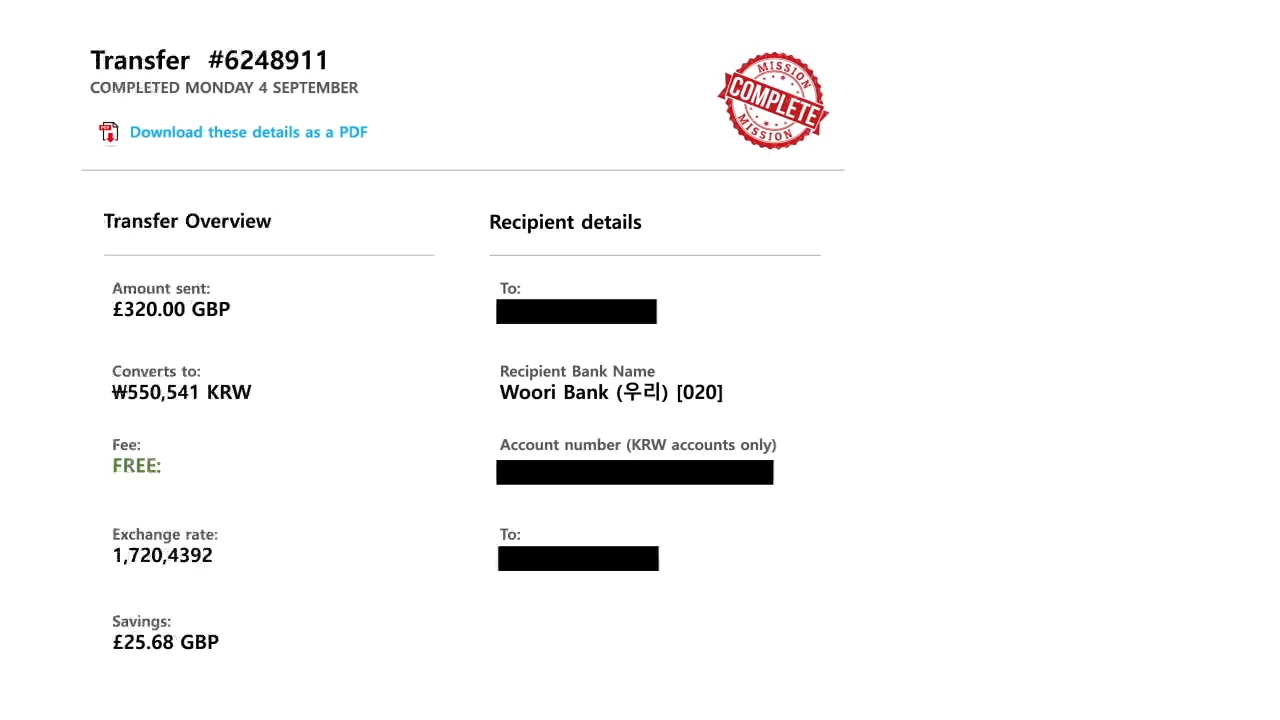 Transfer #6248911
COMPLETED MONDAY 4 SEPTEMBER
PDF
Download these details as a PDF
MISSION
COMPLETE
MISSION
Transfer Overview
Amount sent:
£320.00 GBP
Converts to:
₩550,541 KRW
Fee:
FREE:
Exchange rate:
1,720,4392
Savings:
£25.68 GBP
Recipient details
To:
Recipient Bank Name
Woori Bank (우리) [020]
Account number (KRW accounts only)
To: